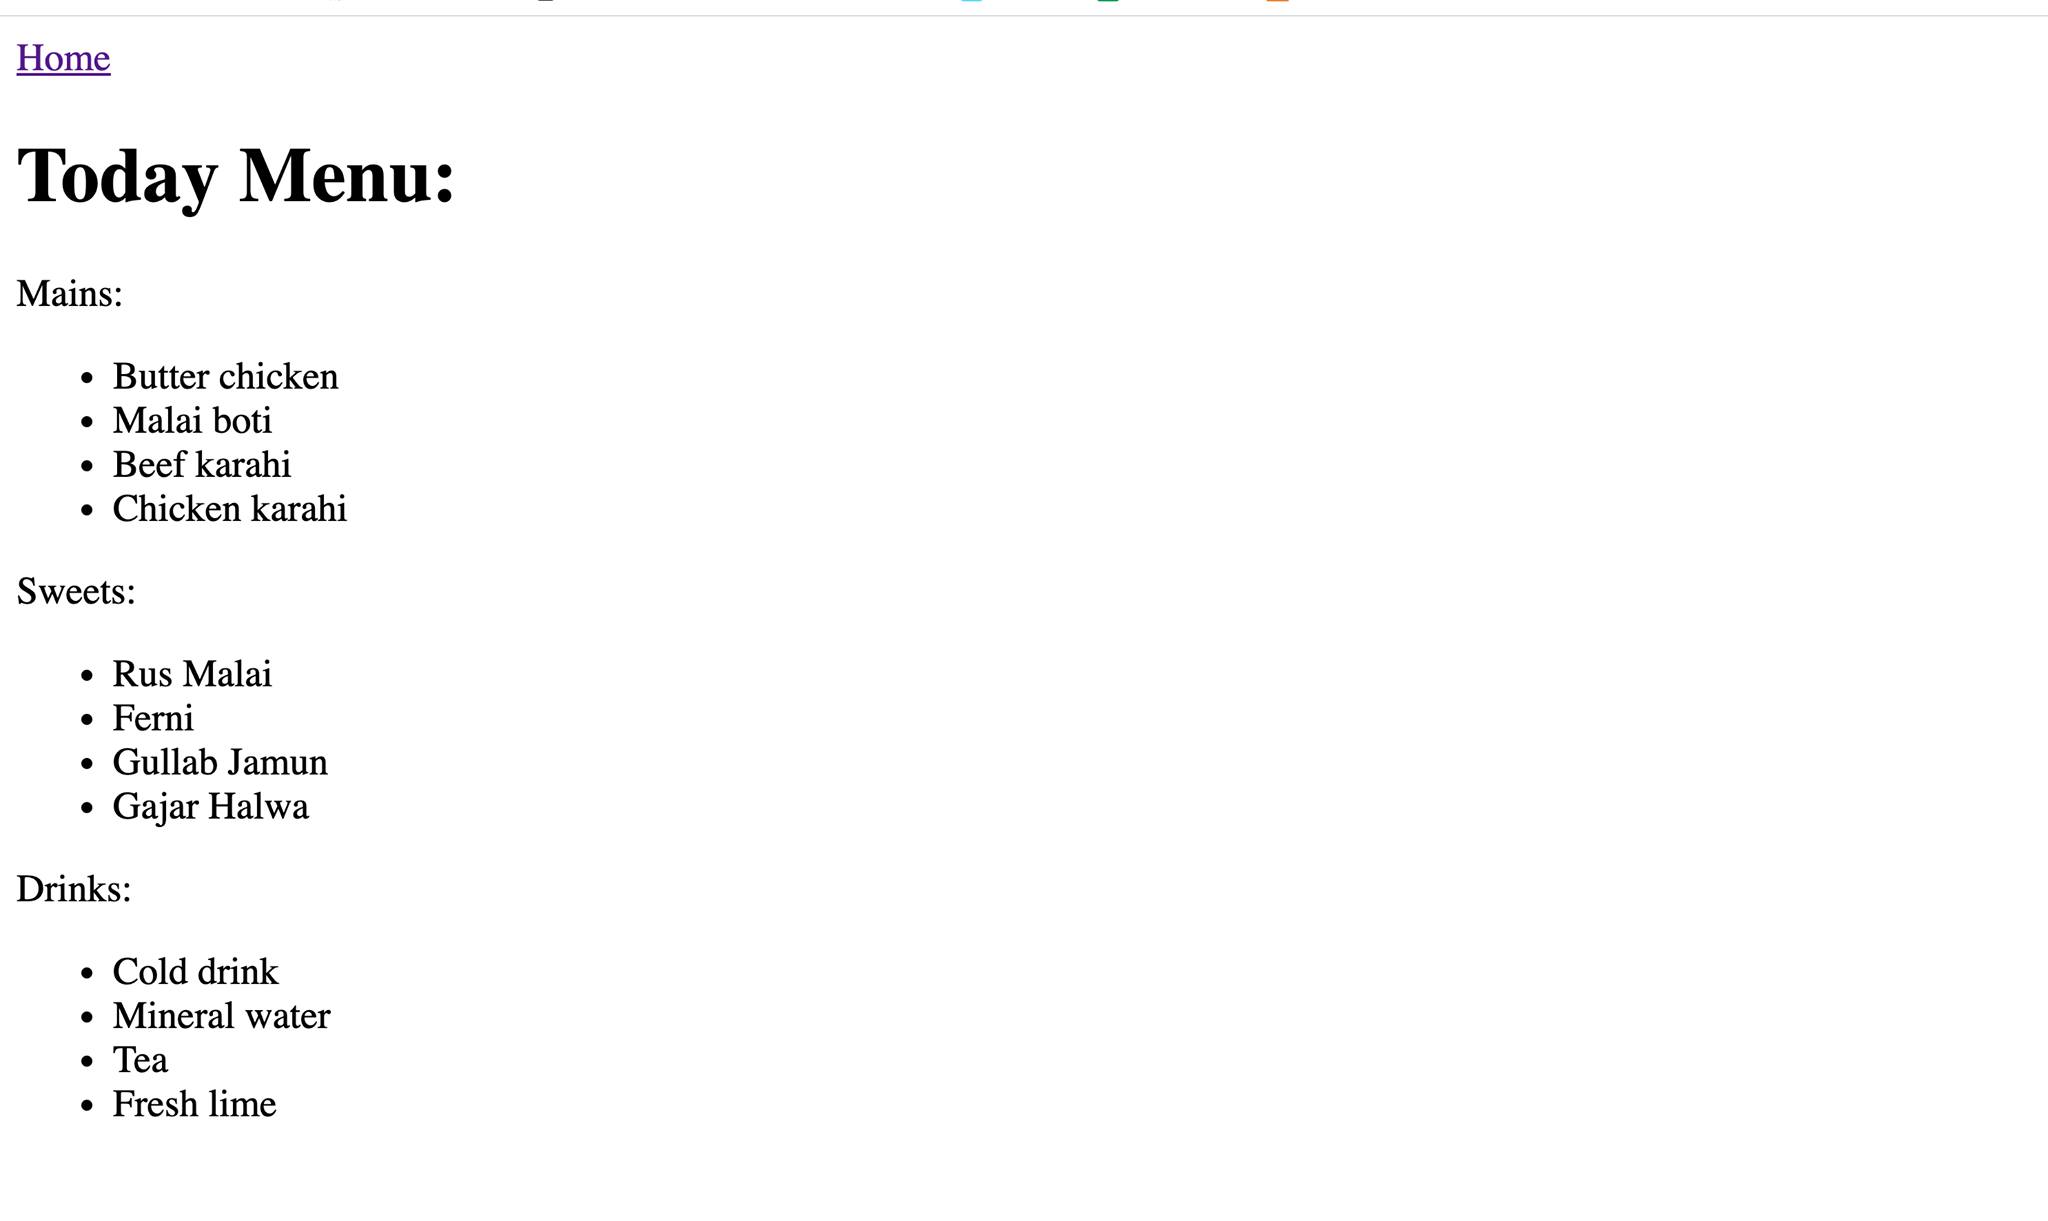 Home
Today Menu:
Mains:
Butter chicken
Malai boti
Beef karahi
Chicken karahi
Sweets:
Rus Malai
Ferni
Gullab Jamun
Gajar Halwa
Drinks:
Cold drink
Mineral water
Tea
Fresh lime